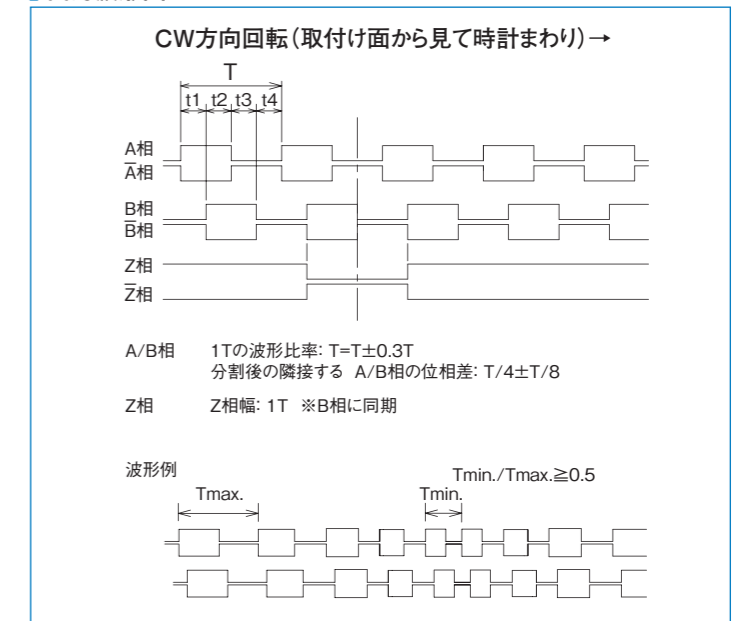 CW方向回転（取付け面から見て時計まわり）→
T
t1 t2 t3 t4
A相
A̅相
B相
B̅相
Z相
Z̅相
A/B相 1Tの波形比率: T=T±0.3T
分割後の隣接する A/B相の位相差: T/4±T/8
Z相 Z相幅: 1T ※B相に同期
波形例
Tmin./Tmax.≧0.5
Tmax.
Tmin.